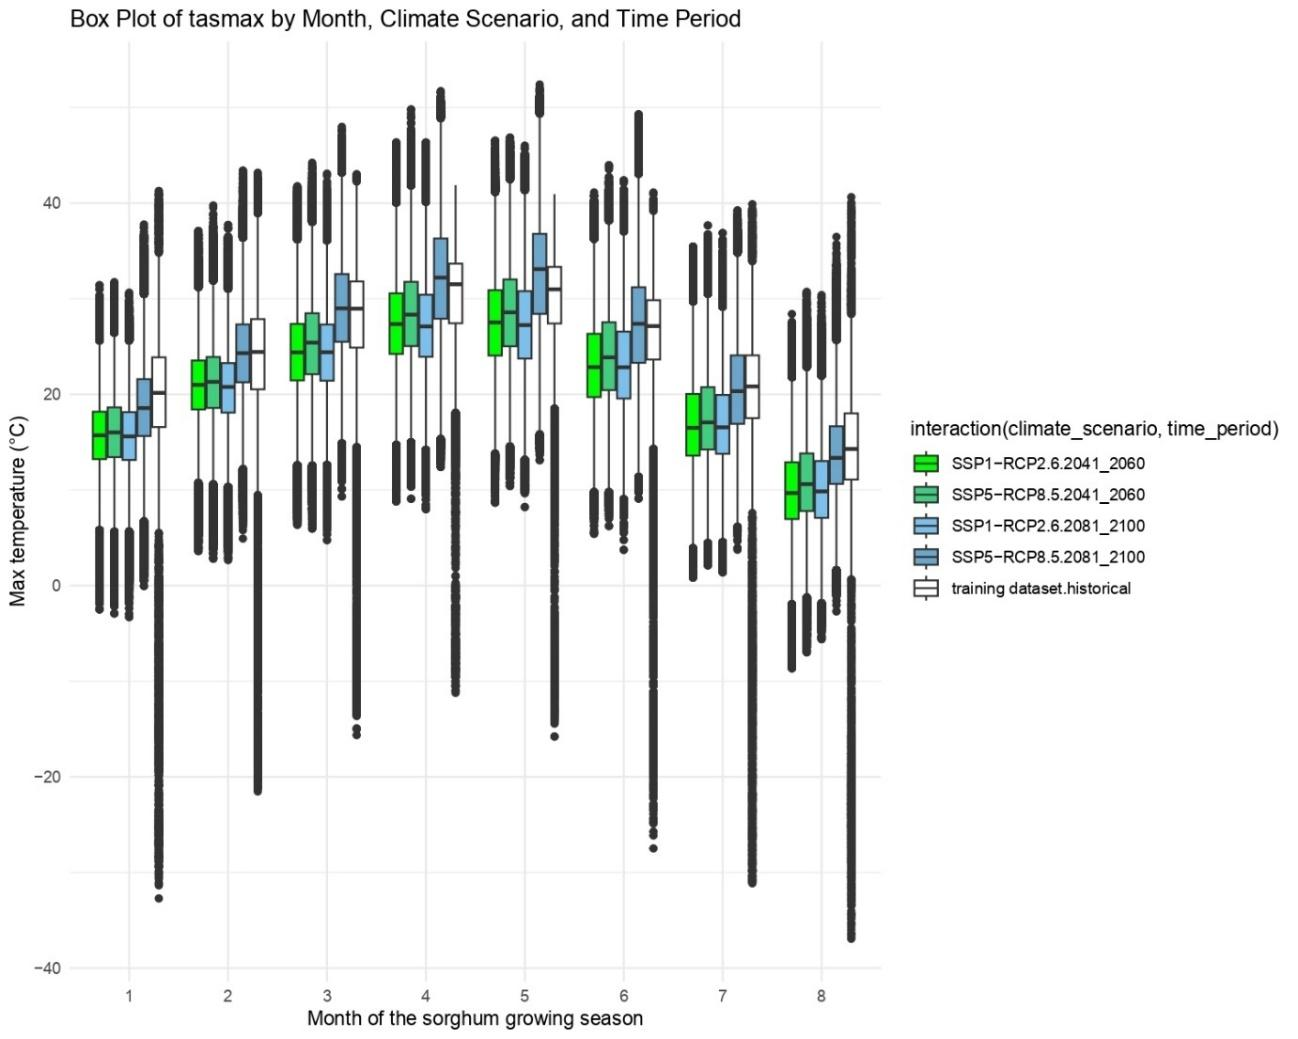 Box Plot of tasmax by Month, Climate Scenario, and Time Period
Max temperature (°C)
40
20
0
−20
−40
1 2 3 4 5 6 7 8
Month of the sorghum growing season
interaction(climate_scenario, time_period)
SSP1−RCP2.6.2041_2060
SSP5−RCP8.5.2041_2060
SSP1−RCP2.6.2081_2100
SSP5−RCP8.5.2081_2100
training dataset.historical